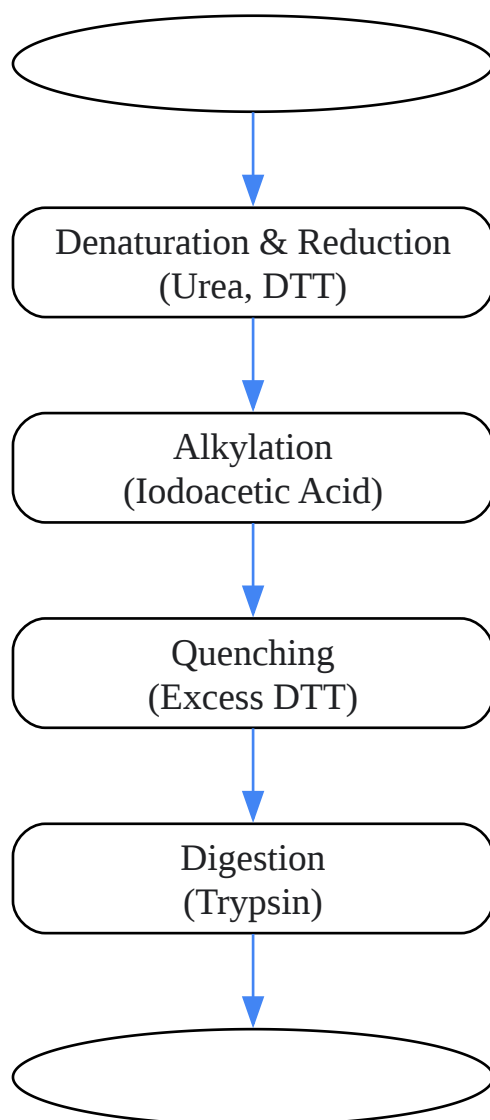 Denaturation & Reduction
(Urea, DTT)
Alkylation
(Iodoacetic Acid)
Quenching
(Excess DTT)
Digestion
(Trypsin)